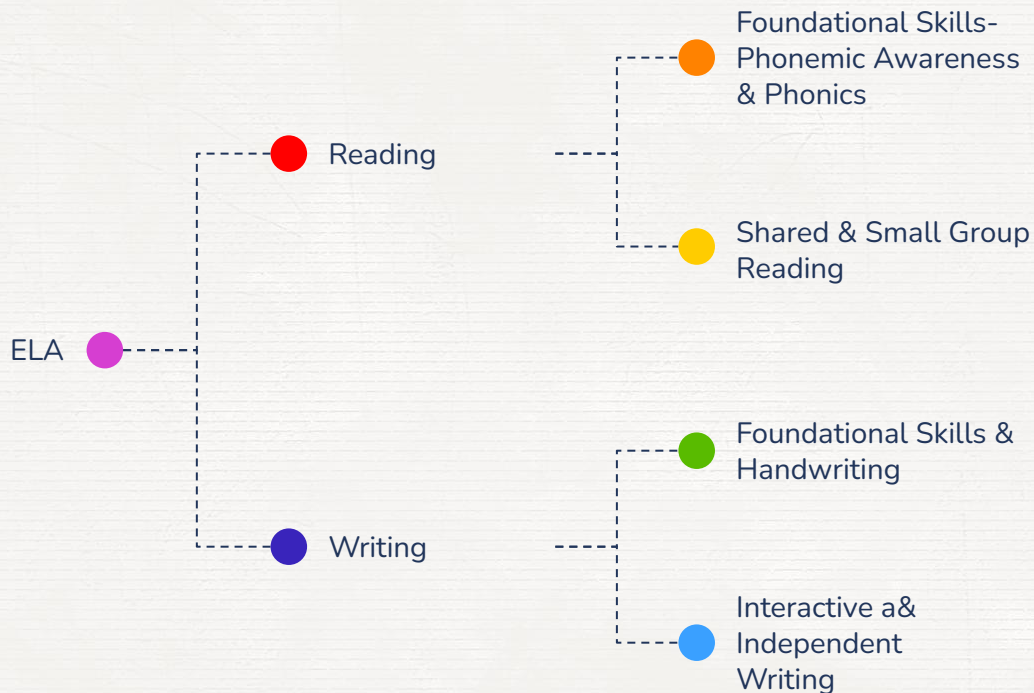 ELA
Reading
Foundational Skills-
Phonemic Awareness
& Phonics
Shared & Small Group
Reading
Writing
Foundational Skills &
Handwriting
Interactive a&
Independent
Writing